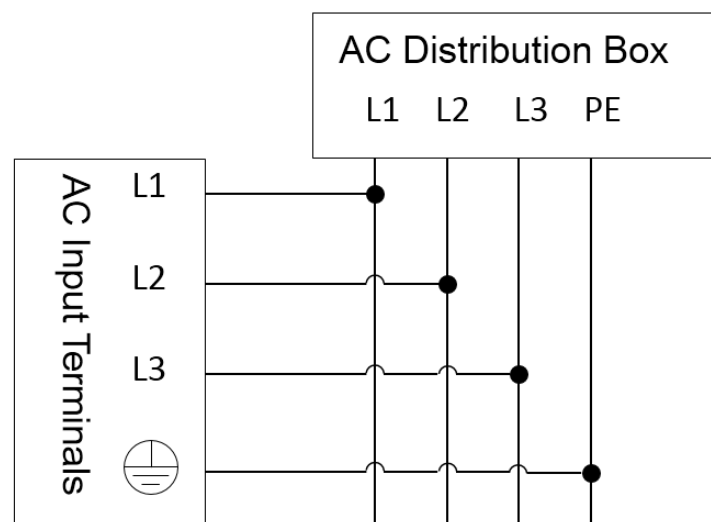 AC Distribution Box
L1 L2 L3 PE
AC Input Terminals
L1
L2
L3